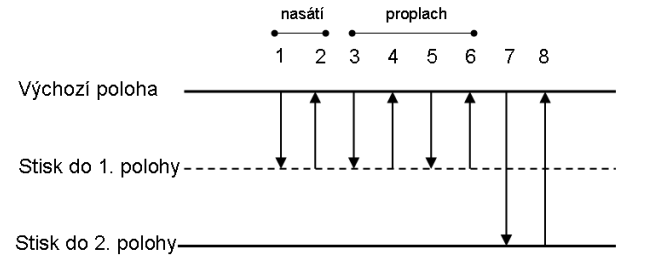 nasátí proplach
1 2 3 4 5 6 7 8
Výchozí poloha
Stisk do 1. polohy
Stisk do 2. polohy